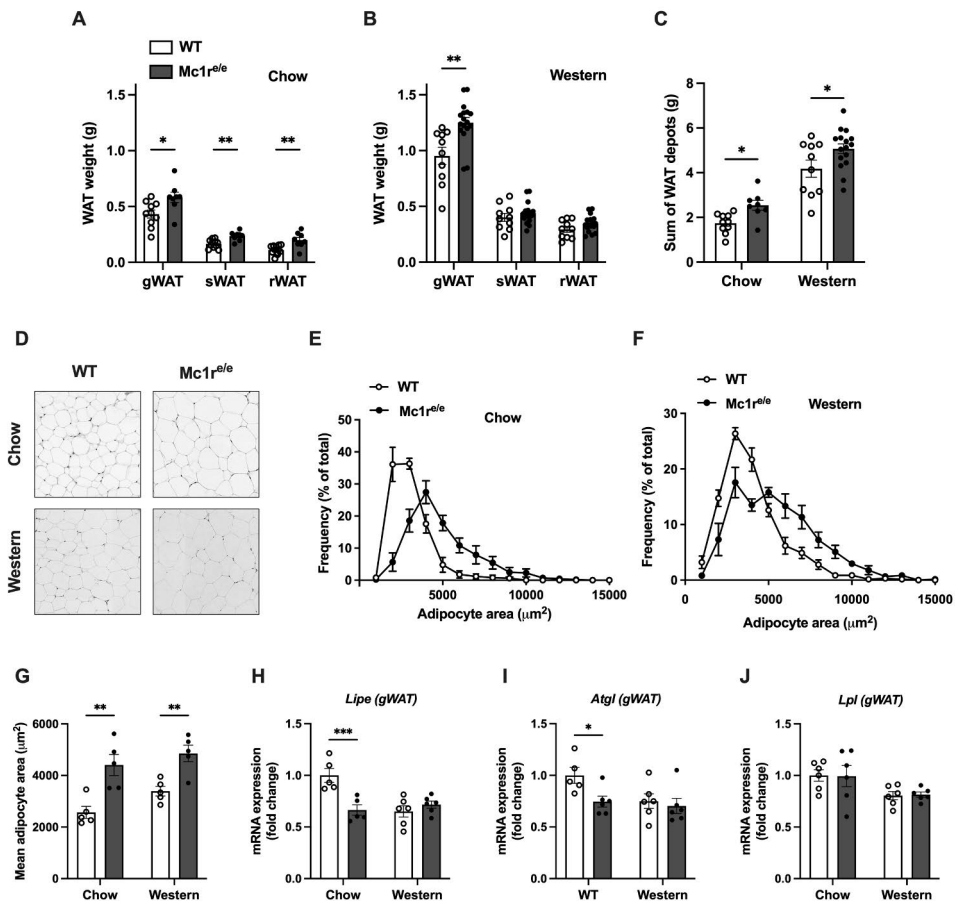 A
WT
Mc1r^e/e
Chow
WAT weight (g)
1.5
1.0
0.5
0.0
*
**
**
gWAT
sWAT
rWAT
B
Western
WAT weight (g)
1.5
1.0
0.5
0.0
**
gWAT
sWAT
rWAT
C
Sum of WAT depots (g)
8
6
4
2
0
*
*
Chow
Western
D
WT
Mc1r^e/e
Chow
Western
E
WT
Mc1r^e/e
Chow
Frequency (% of total)
50
40
30
20
10
0
0
5000
10000
15000
Adipocyte area (μm²)
F
WT
Mc1r^e/e
Western
Frequency (% of total)
30
20
10
0
0
5000
10000
15000
Adipocyte area (μm²)
G
Mean adipocyte area (μm²)
6000
4000
2000
0
**
**
Chow
Western
H
Lipe (gWAT)
mRNA expression
(fold change)
1.5
1.0
0.5
0.0
***
Chow
Western
I
Atgl (gWAT)
mRNA expression
(fold change)
1.5
1.0
0.5
0.0
*
WT
Western
J
Lpl (gWAT)
mRNA expression
(fold change)
1.5
1.0
0.5
0.0
Chow
Western